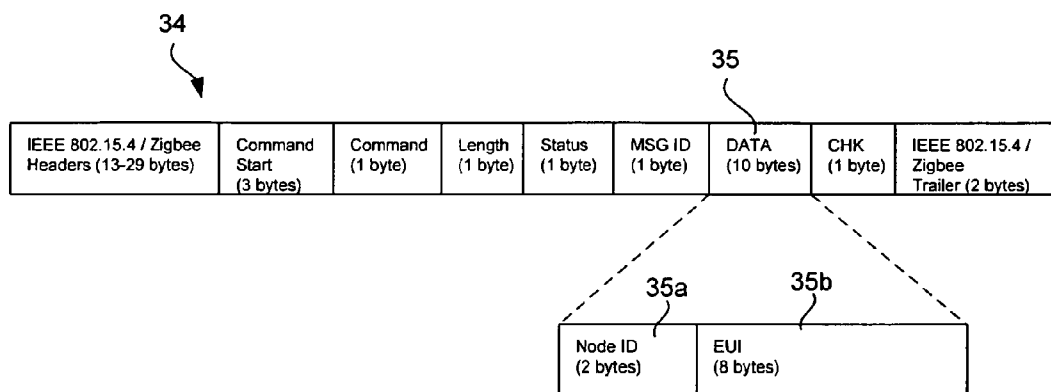 34
35
IEEE 802.15.4 / Zigbee
Headers (13-29 bytes)
Command
Start
(3 bytes)
Command
(1 byte)
Length
(1 byte)
Status
(1 byte)
MSG ID
(1 byte)
DATA
(10 bytes)
CHK
(1 byte)
IEEE 802.15.4 /
Zigbee
Trailer (2 bytes)
35a
35b
Node ID
(2 bytes)
EUI
(8 bytes)